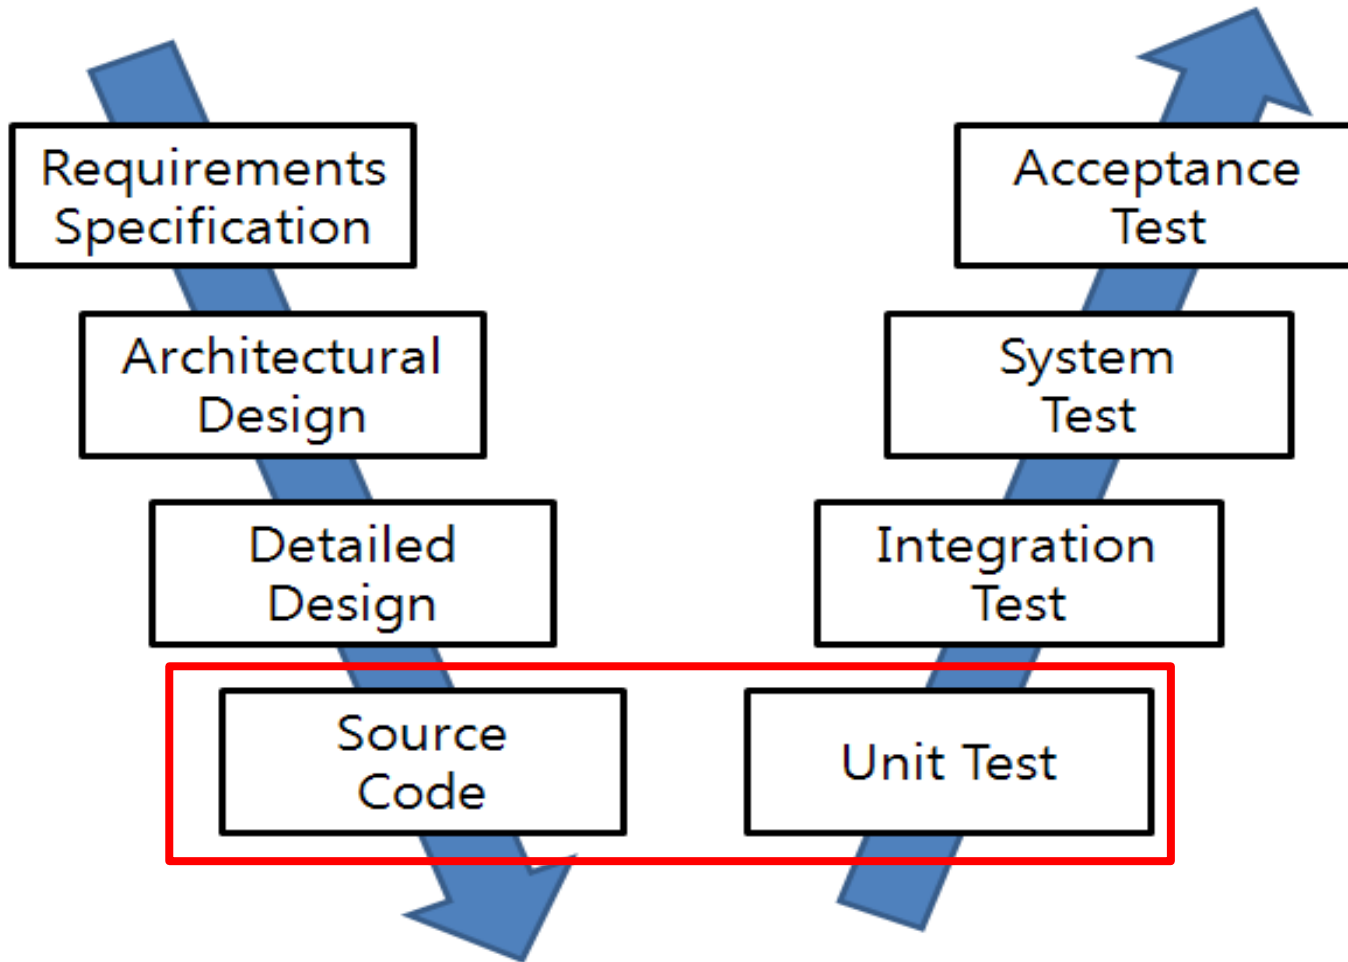 Requirements
Specification
Architectural
Design
Detailed
Design
Source
Code
Acceptance
Test
System
Test
Integration
Test
Unit Test